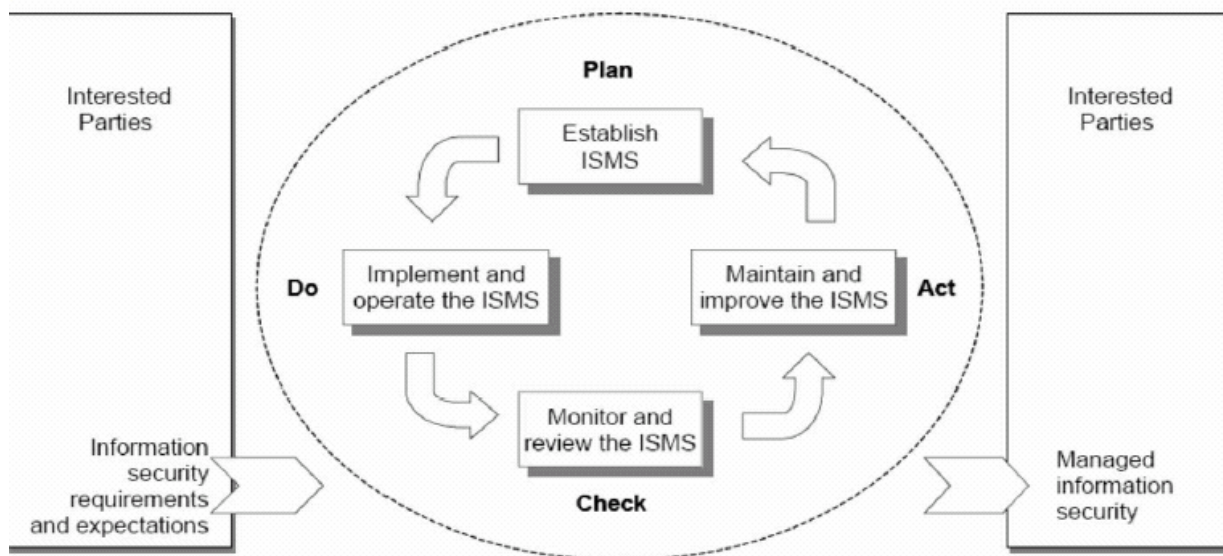 Interested
Parties
Information
security
requirements
and expectations
Plan
Establish
ISMS
Do
Implement and
operate the ISMS
Maintain and
improve the ISMS
Act
Monitor and
review the ISMS
Check
Interested
Parties
Managed
information
security